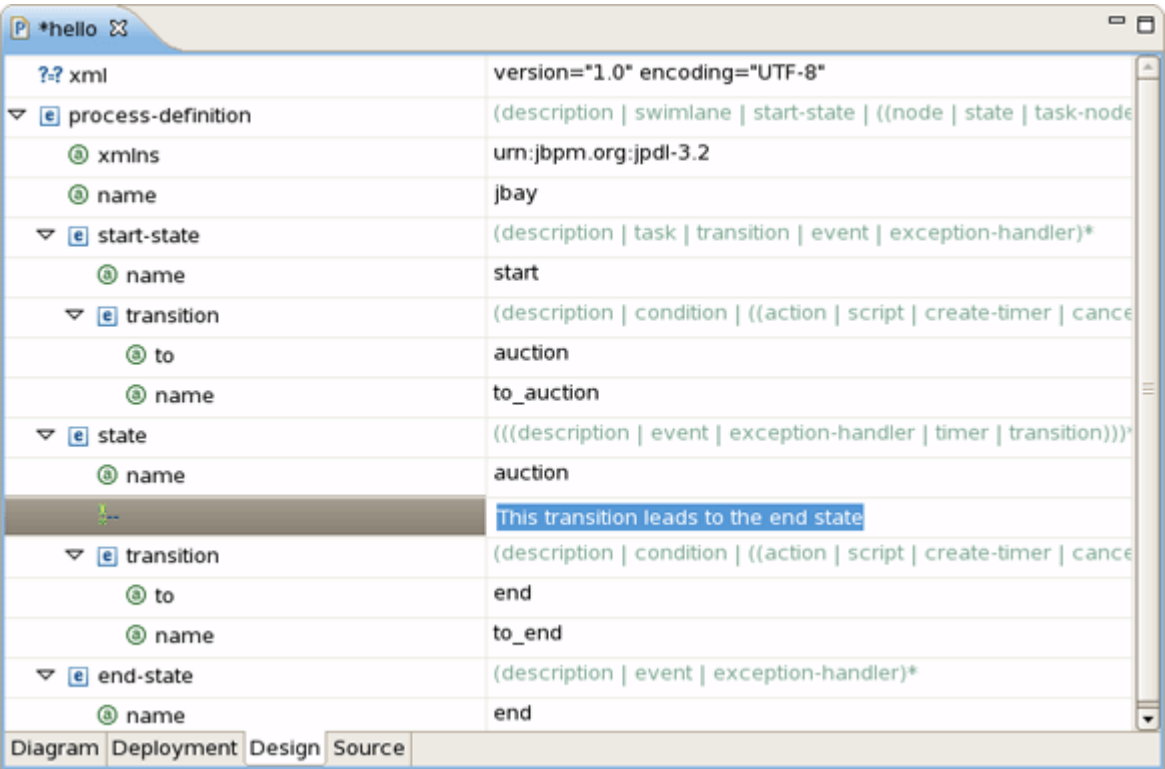 *hello
?=? xml version="1.0" encoding="UTF-8"
process-definition (description | swimlane | start-state | ((node | state | task-node
xmlns urn:jbpm.org:jpdl-3.2
name jbay
start-state (description | task | transition | event | exception-handler)*
name start
transition (description | condition | ((action | script | create-timer | cance
to auction
name to_auction
state (((description | event | exception-handler | timer | transition)))*
name auction
!-- This transition leads to the end state
transition (description | condition | ((action | script | create-timer | cance
to end
name to_end
end-state (description | event | exception-handler)*
name end
Diagram Deployment Design Source